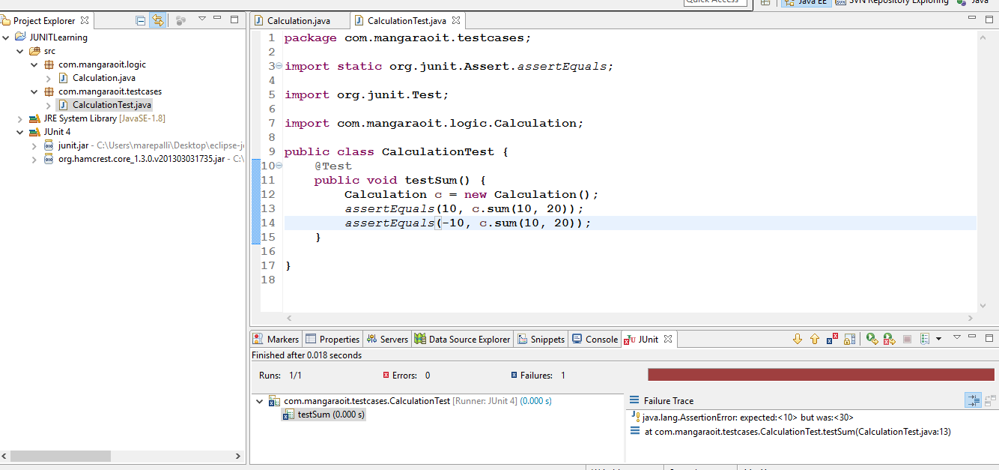 Quick Access
Java EE
SVN Repository Exploring
Java
Project Explorer
JUNITLearning
src
com.mangaraoit.logic
Calculation.java
com.mangaraoit.testcases
CalculationTest.java
JRE System Library [JavaSE-1.8]
JUnit 4
junit.jar - C:\Users\marepalli\Desktop\eclipse-j
org.hamcrest.core_1.3.0.v201303031735.jar - C:\
Calculation.java
CalculationTest.java
1 package com.mangaraoit.testcases;
2
3 import static org.junit.Assert.assertEquals;
4
5 import org.junit.Test;
6
7 import com.mangaraoit.logic.Calculation;
8
9 public class CalculationTest {
10 @Test
11 public void testSum() {
12 Calculation c = new Calculation();
13 assertEquals(10, c.sum(10, 20));
14 assertEquals(-10, c.sum(10, 20));
15 }
16
17 }
18
Markers
Properties
Servers
Data Source Explorer
Snippets
Console
JUnit
Finished after 0.018 seconds
Runs: 1/1
Errors: 0
Failures: 1
com.mangaraoit.testcases.CalculationTest [Runner: JUnit 4] (0.000 s)
testSum (0.000 s)
Failure Trace
java.lang.AssertionError: expected:<10> but was:<30>
at com.mangaraoit.testcases.CalculationTest.testSum(CalculationTest.java:13)